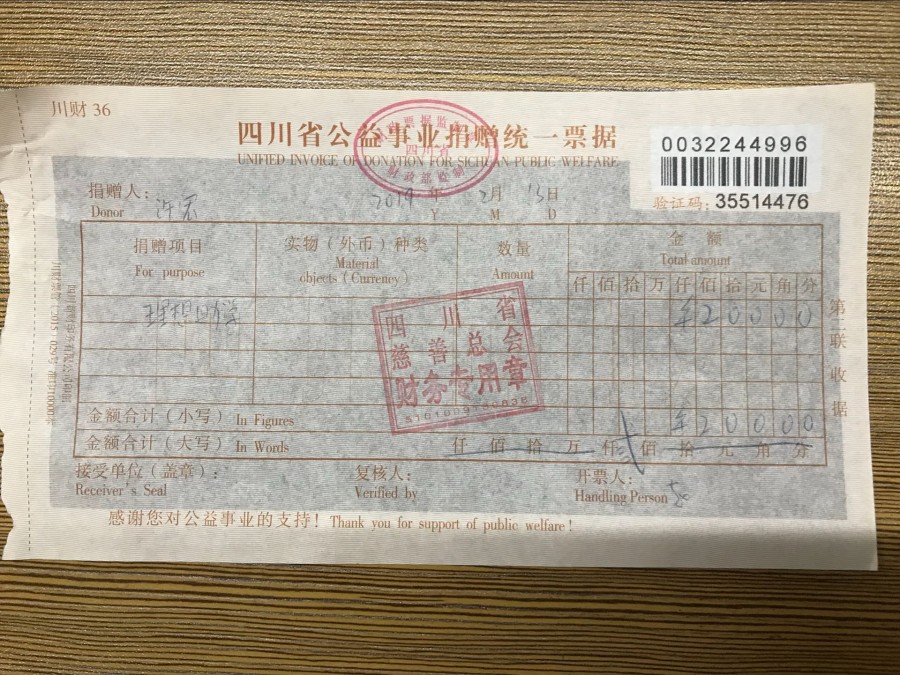 川财 36
四川省公益事业捐赠统一票据
UNIFIED INVOICE OF DONATION FOR SICHUAN PUBLIC WELFARE
0032244996
验证码: 35514476
捐赠人: 许宏
Donor
2019 年 2 月 13 日
Y M D
捐赠项目 实物(外币)种类 数量 金额
For purpose Material objects (Currency) Amount Total amount
仟 佰 拾 万 仟 佰 拾 元 角 分
¥20000
四川省
慈善总会
财务专用章
第二联 收据
金额合计(小写) In Figures ¥20000
金额合计(大写) In Words 仟 佰 拾 万 仟 贰 佰 拾 元 角 分
接受单位(盖章): 复核人: 开票人:
Receiver's Seal Verified by Handling Person
感谢您对公益事业的支持! Thank you for support of public welfare!